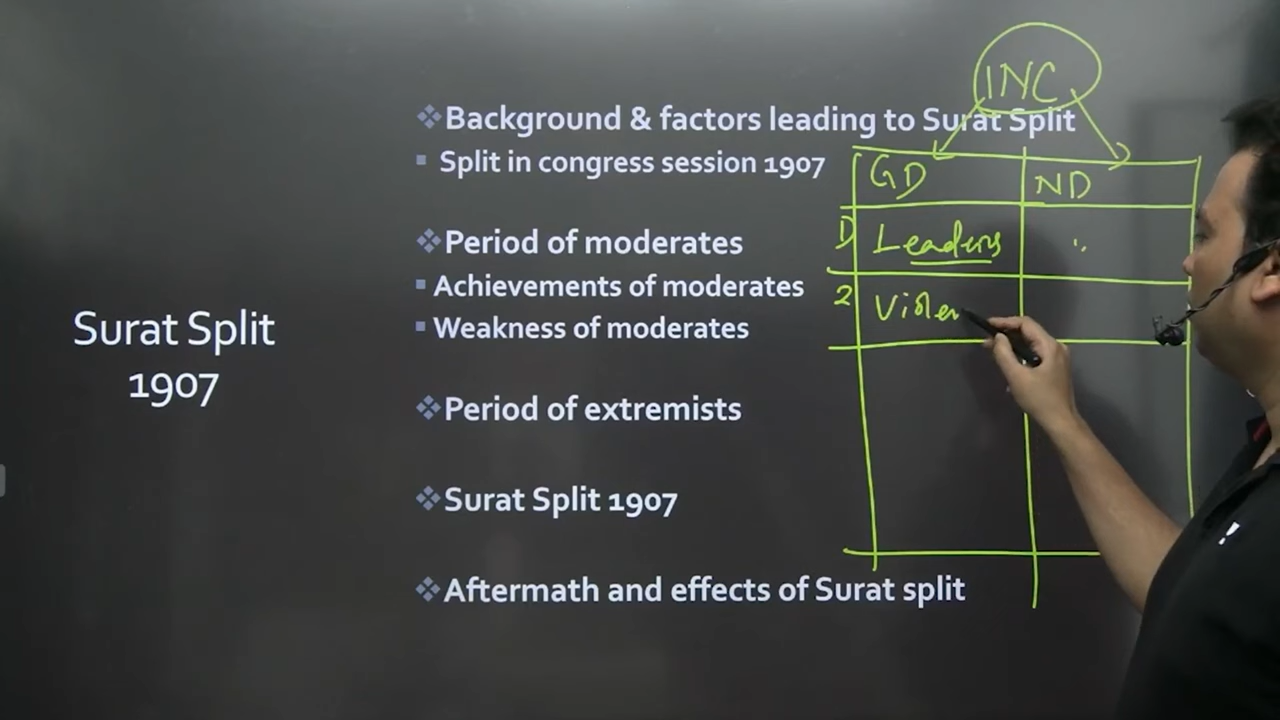 INC
Background & factors leading to Surat Split
Split in congress session 1907
GD
ND
Period of moderates
1) Leaders
"
Achievements of moderates
2 Violen
Weakness of moderates
Surat Split
1907
Period of extremists
Surat Split 1907
Aftermath and effects of Surat split